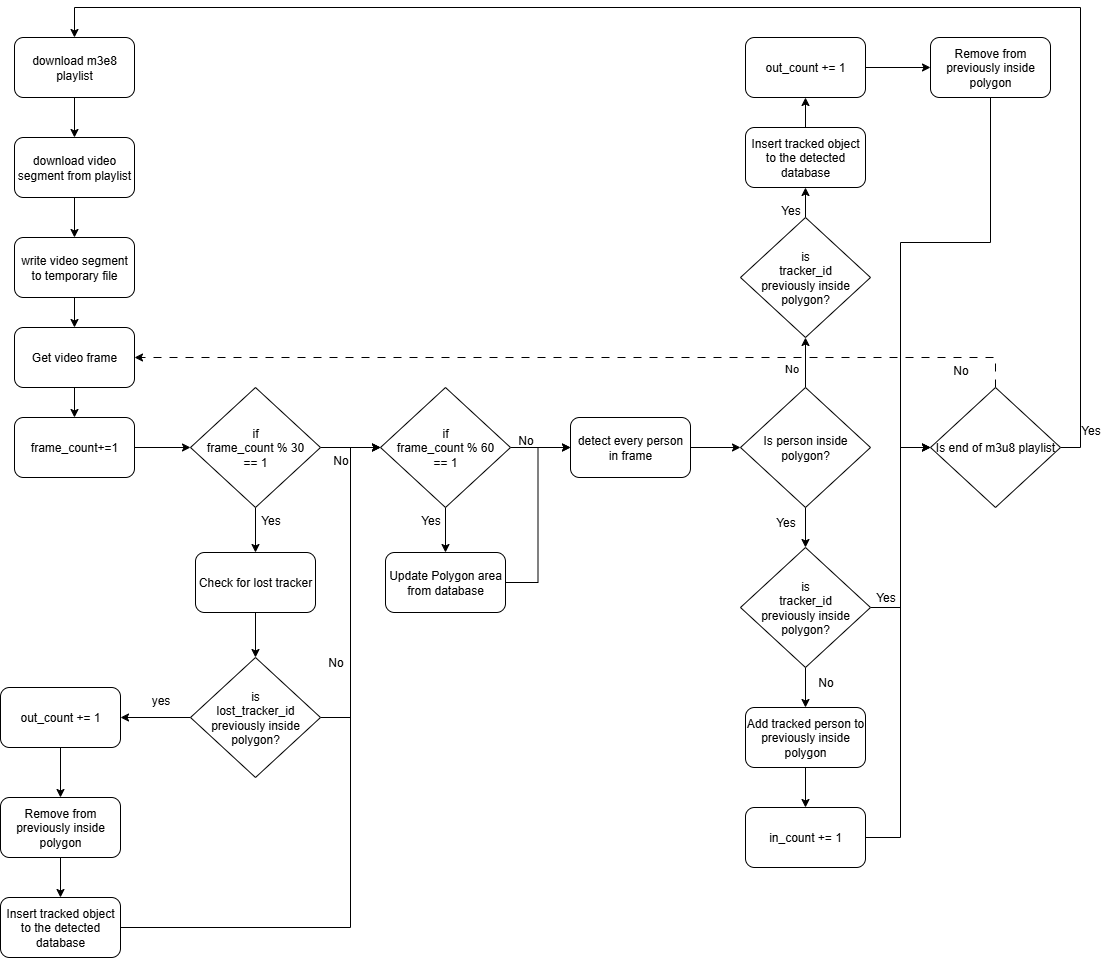 download m3e8
playlist
download video
segment from playlist
write video segment
to temporary file
Get video frame
frame_count+=1
if
frame_count % 30
== 1
No
Yes
Check for lost tracker
is
lost_tracker_id
previously inside
polygon?
No
yes
out_count += 1
Remove from
previously inside
polygon
Insert tracked object
to the detected
database
if
frame_count % 60
== 1
No
Yes
Update Polygon area
from database
detect every person
in frame
Is person inside
polygon?
No
is
tracker_id
previously inside
polygon?
Yes
Insert tracked object
to the detected
database
out_count += 1
Remove from
previously inside
polygon
Yes
is
tracker_id
previously inside
polygon?
Yes
No
Add tracked person to
previously inside
polygon
in_count += 1
Is end of m3u8 playlist
No
Yes